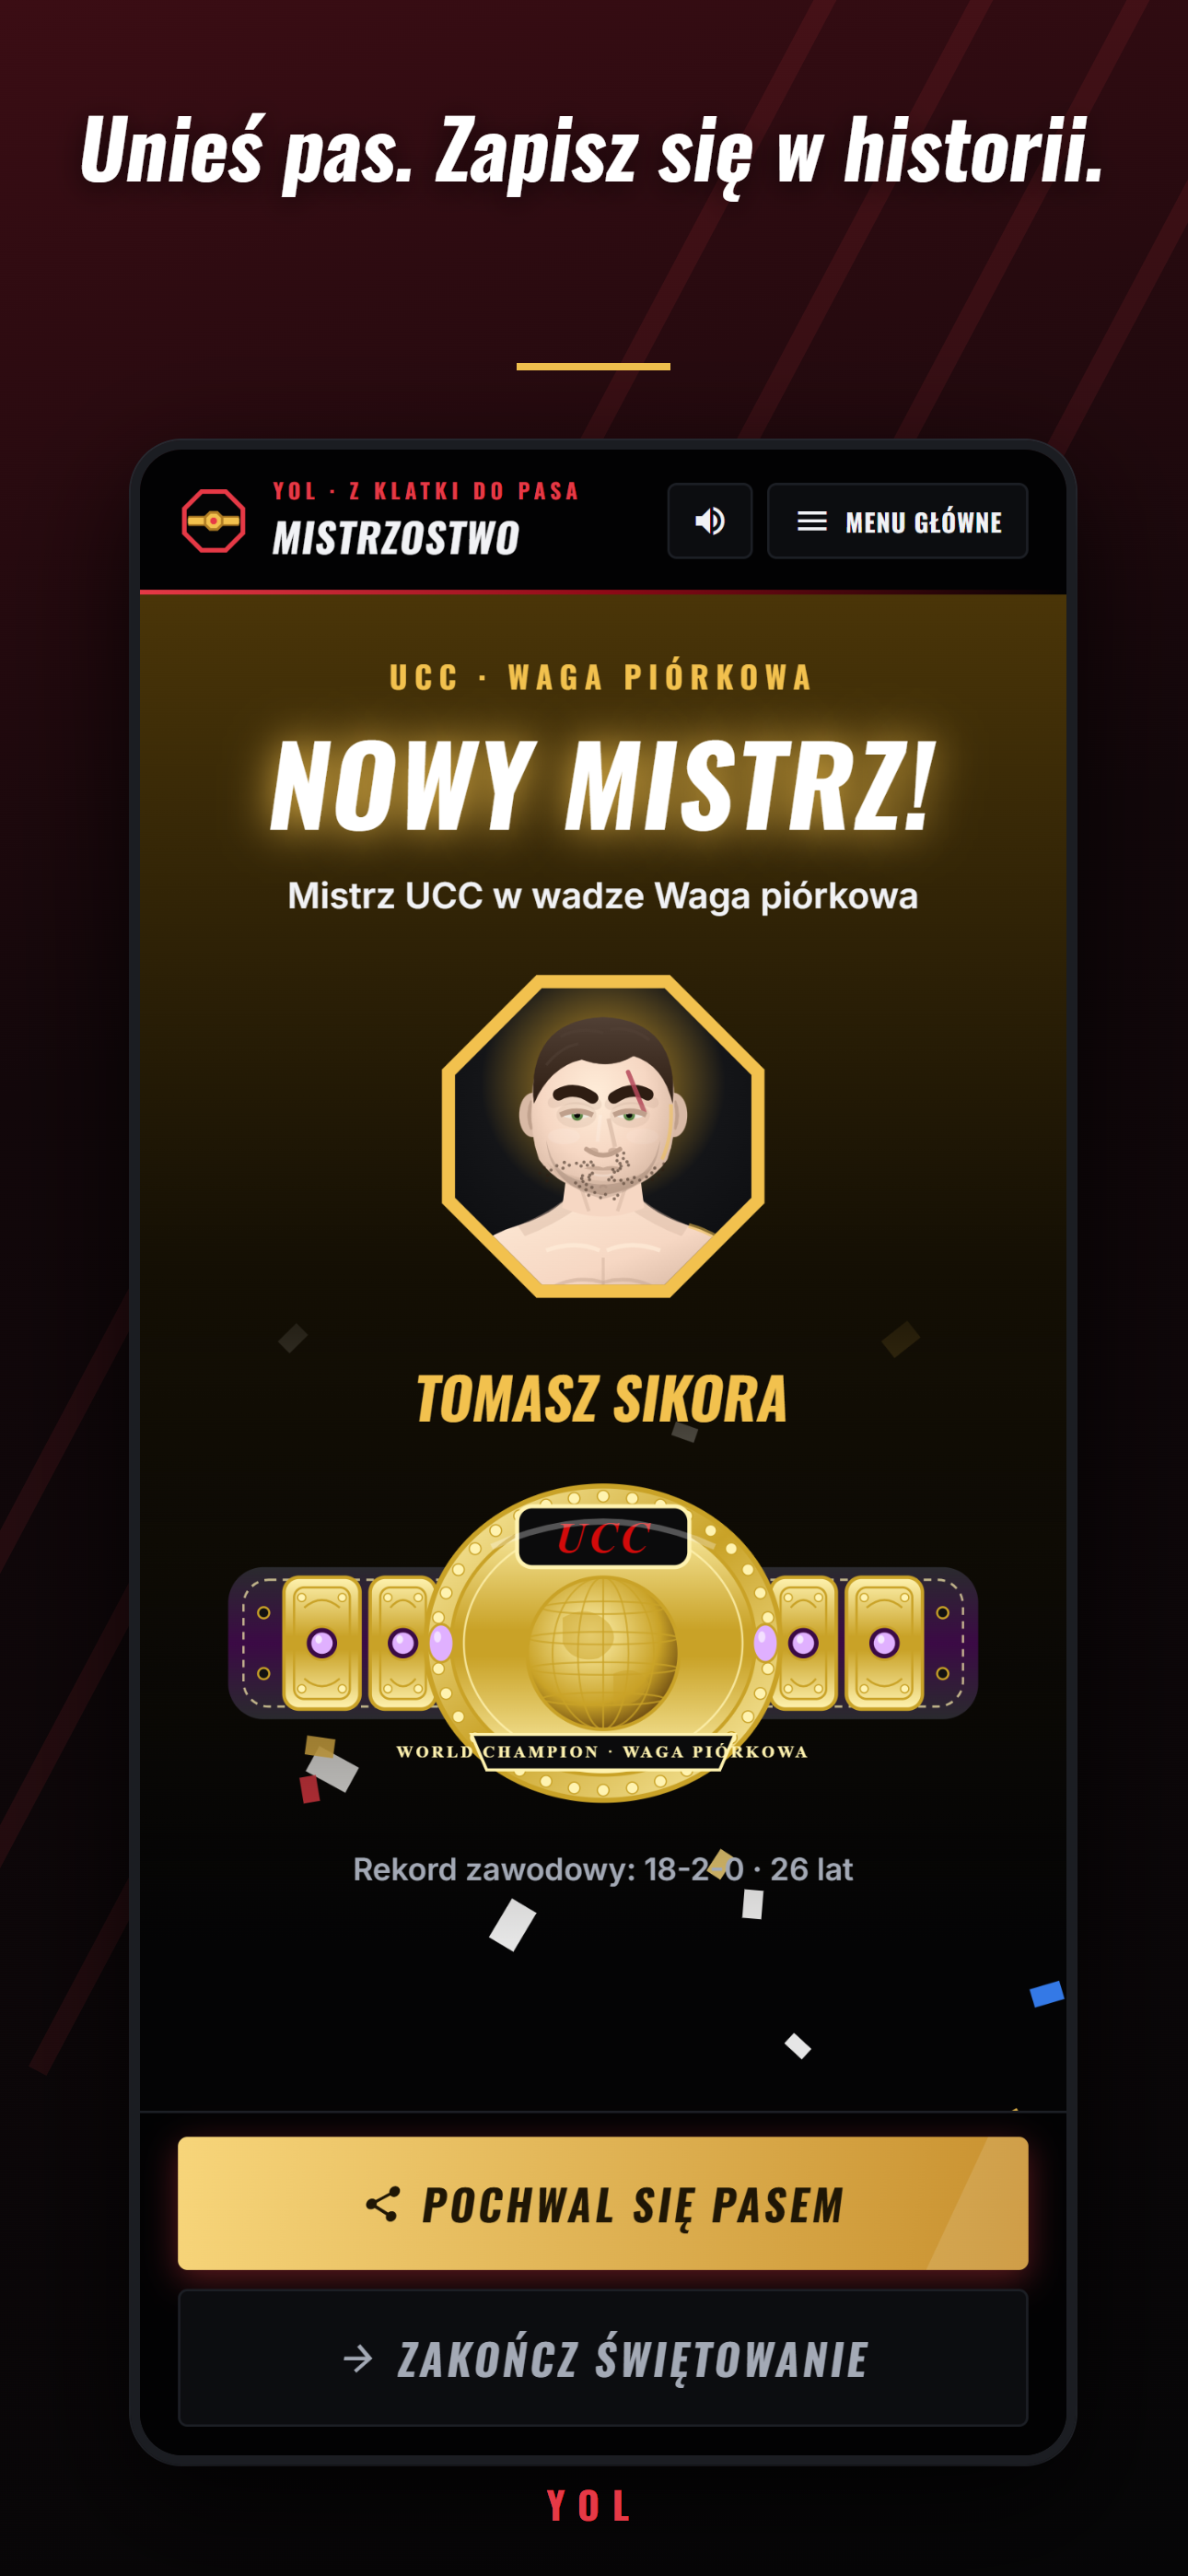 Unieś pas. Zapisz się w historii.
YOL · Z KLATKI DO PASA
MISTRZOSTWO
MENU GŁÓWNE
UCC · WAGA PIÓRKOWA
NOWY MISTRZ!
Mistrz UCC w wadze Waga piórkowa
TOMASZ SIKORA
UCC
WORLD CHAMPION · WAGA PIÓRKOWA
Rekord zawodowy: 18-2-0 · 26 lat
POCHWAL SIĘ PASEM
ZAKOŃCZ ŚWIĘTOWANIE
YOL